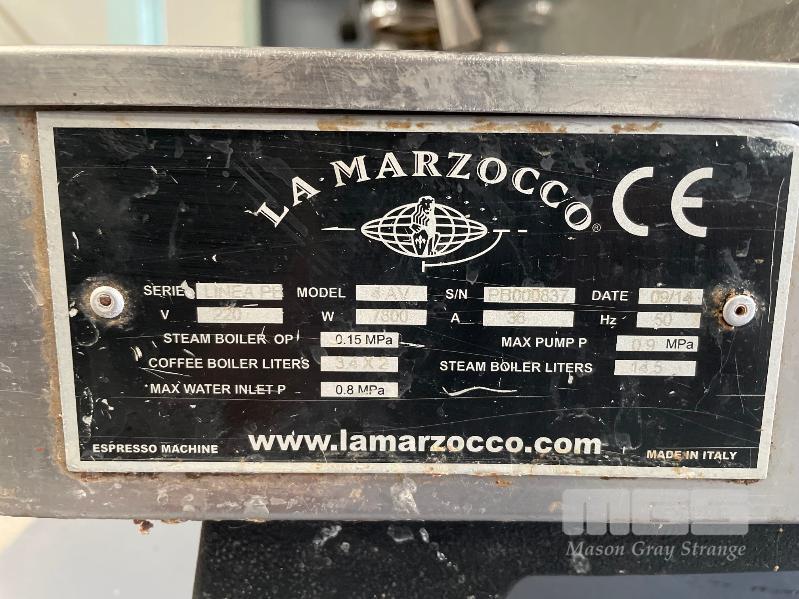 LA MARZOCCO®
CE
SERIE LINEA PB MODEL AV S/N PB000837 DATE 09/14
V 220 W 7800 A 36 Hz 50
STEAM BOILER OP 0.15 MPa MAX PUMP P 0.9 MPa
COFFEE BOILER LITERS 3.4 X 2 STEAM BOILER LITERS 14.5
MAX WATER INLET P 0.8 MPa
ESPRESSO MACHINE www.lamarzocco.com MADE IN ITALY
MGS
Mason Gray Strange